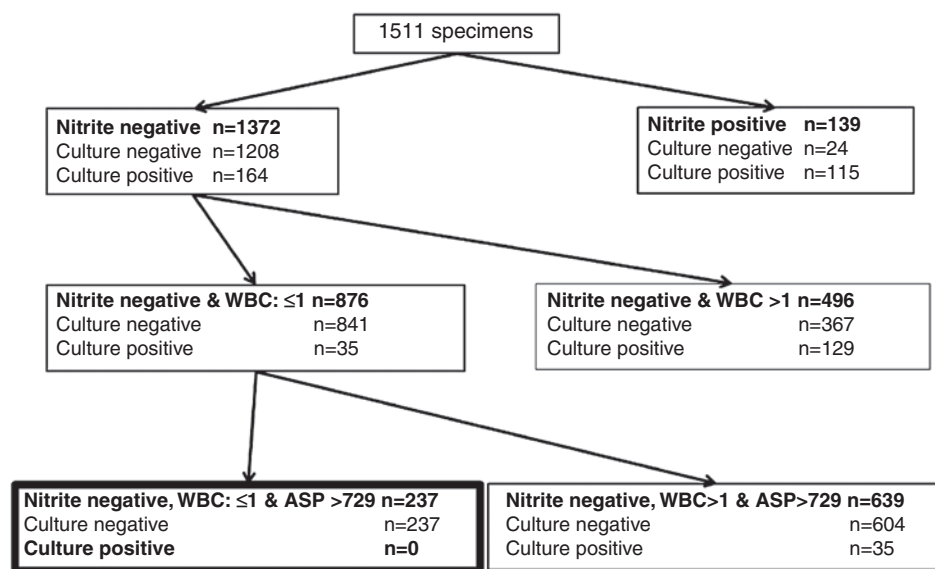 1511 specimens
Nitrite negative n=1372
Culture negative n=1208
Culture positive n=164
Nitrite positive n=139
Culture negative n=24
Culture positive n=115
Nitrite negative & WBC: ≤1 n=876
Culture negative n=841
Culture positive n=35
Nitrite negative & WBC >1 n=496
Culture negative n=367
Culture positive n=129
Nitrite negative, WBC: ≤1 & ASP >729 n=237
Culture negative n=237
Culture positive n=0
Nitrite negative, WBC>1 & ASP>729 n=639
Culture negative n=604
Culture positive n=35